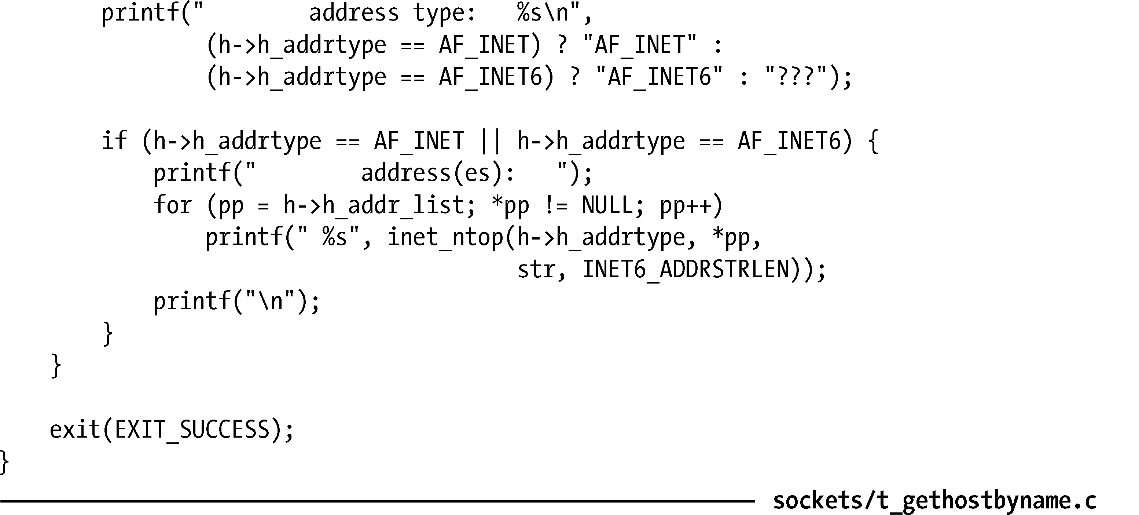 printf("        address type:   %s\n",
                (h->h_addrtype == AF_INET) ? "AF_INET" :
                (h->h_addrtype == AF_INET6) ? "AF_INET6" : "???");

        if (h->h_addrtype == AF_INET || h->h_addrtype == AF_INET6) {
            printf("        address(es):   ");
            for (pp = h->h_addr_list; *pp != NULL; pp++)
                printf(" %s", inet_ntop(h->h_addrtype, *pp,
                                        str, INET6_ADDRSTRLEN));
            printf("\n");
        }
    }

    exit(EXIT_SUCCESS);
}
sockets/t_gethostbyname.c